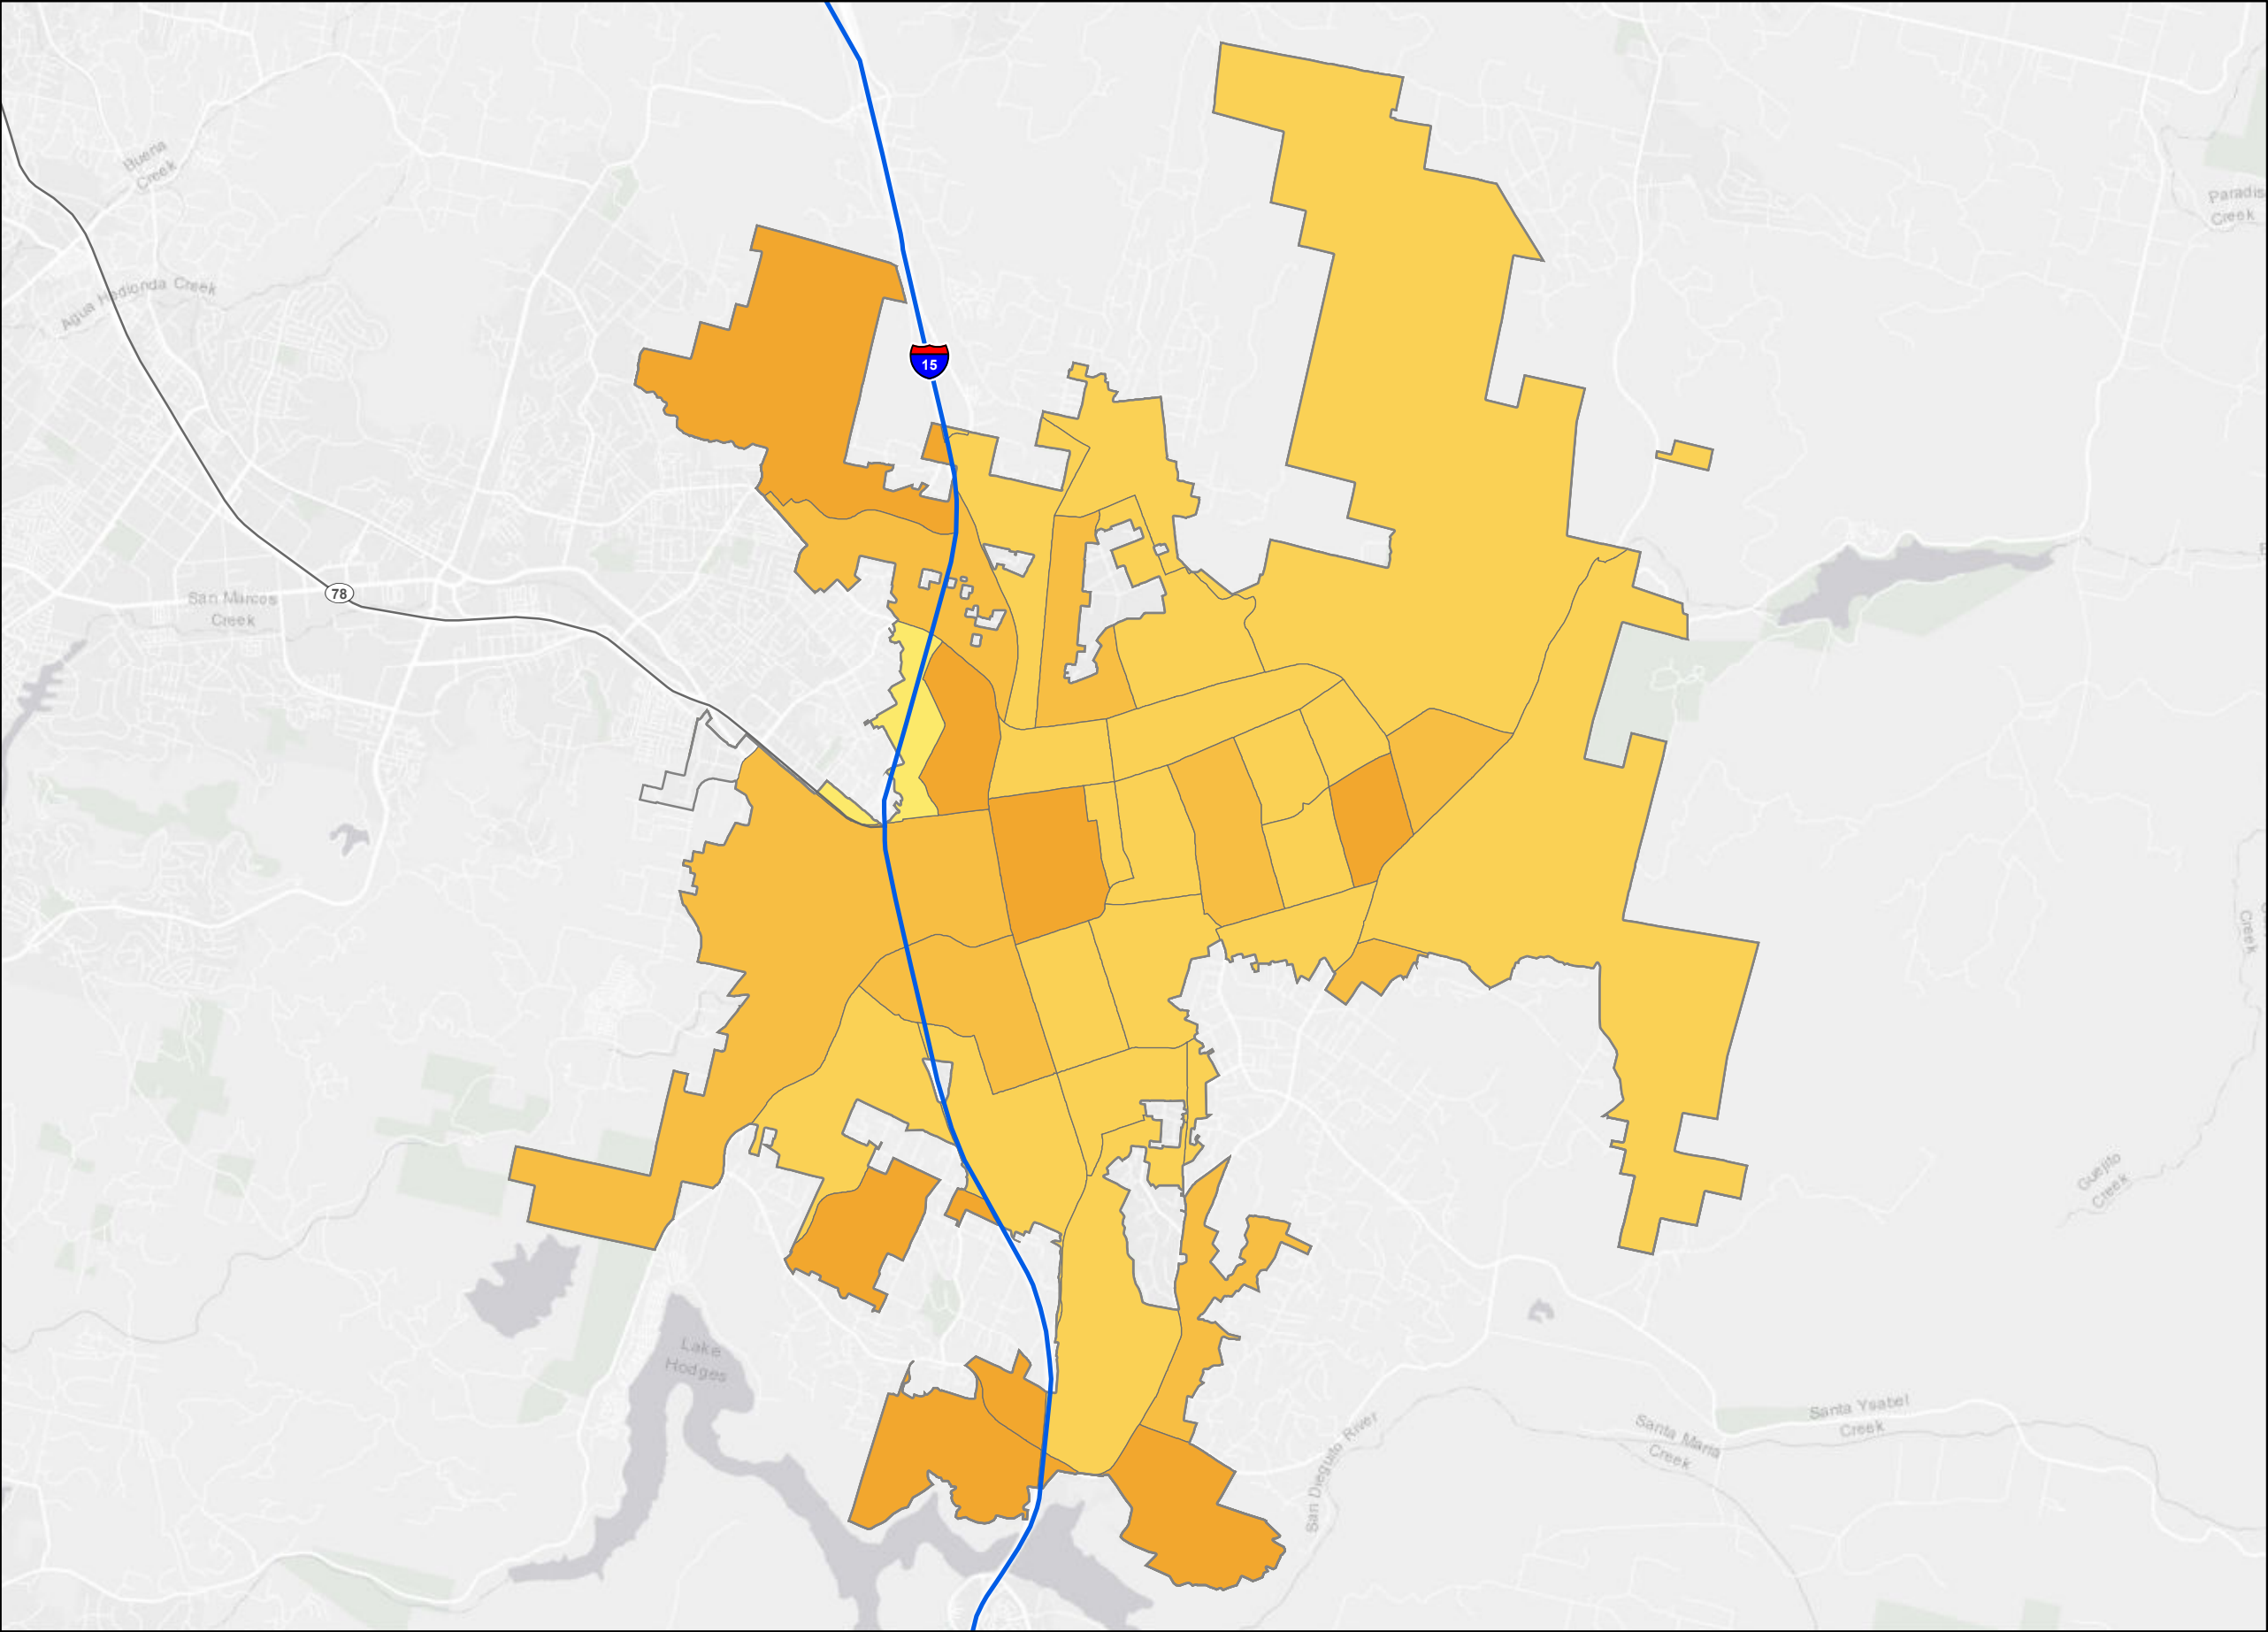 Buena
Creek
Paradis
Creek
Agua Hedionda Creek
15
San Marcos
Creek
78
Creek
Guejito
Creek
Lake
Hodges
San Dieguito River
Santa Maria
Creek
Santa Ysabel
Creek